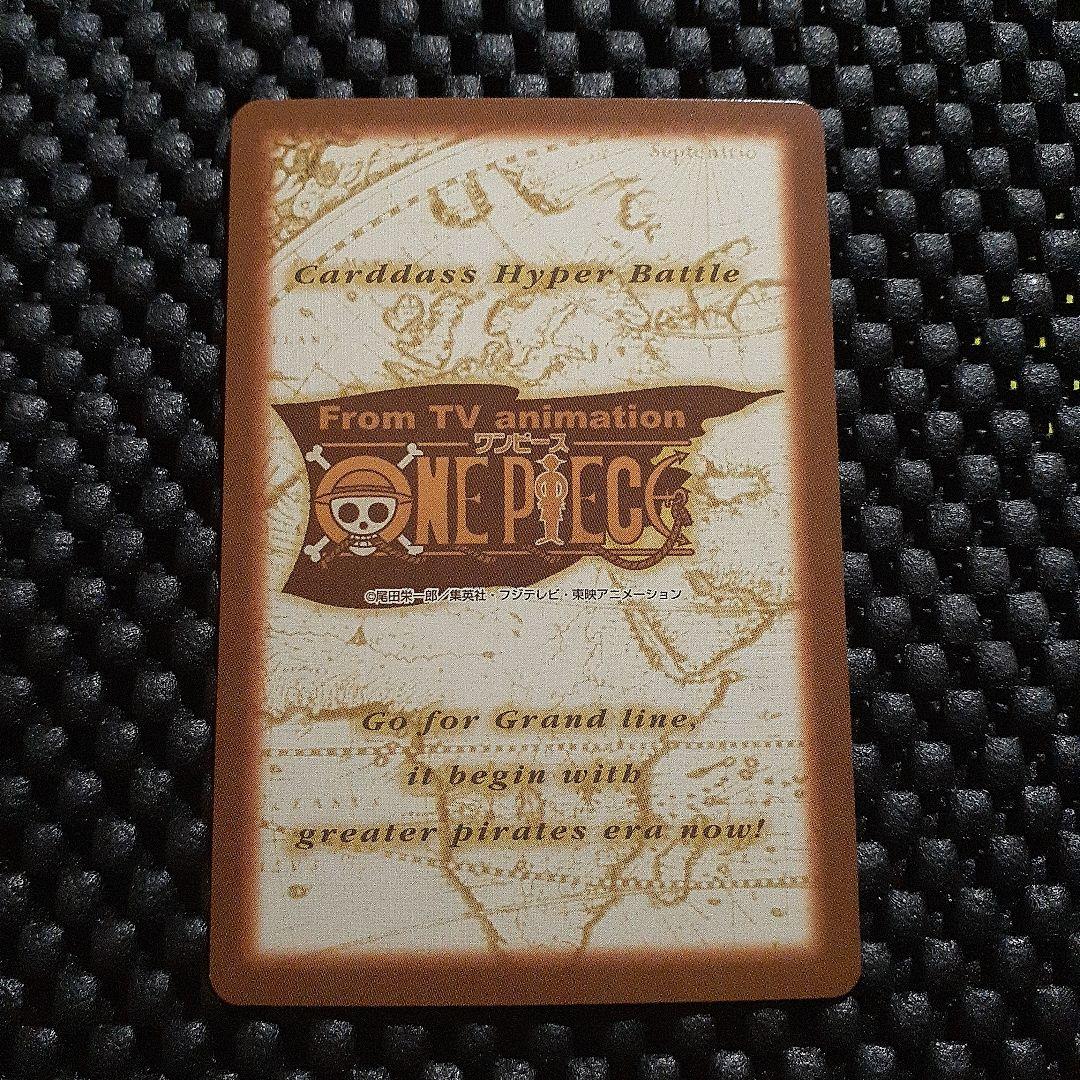 Septentrio
Carddass Hyper Battle
From TV animation
ワンピース
ONE PIECE
©尾田栄一郎／集英社・フジテレビ・東映アニメーション
Go for Grand line,
it begin with
greater pirates era now!